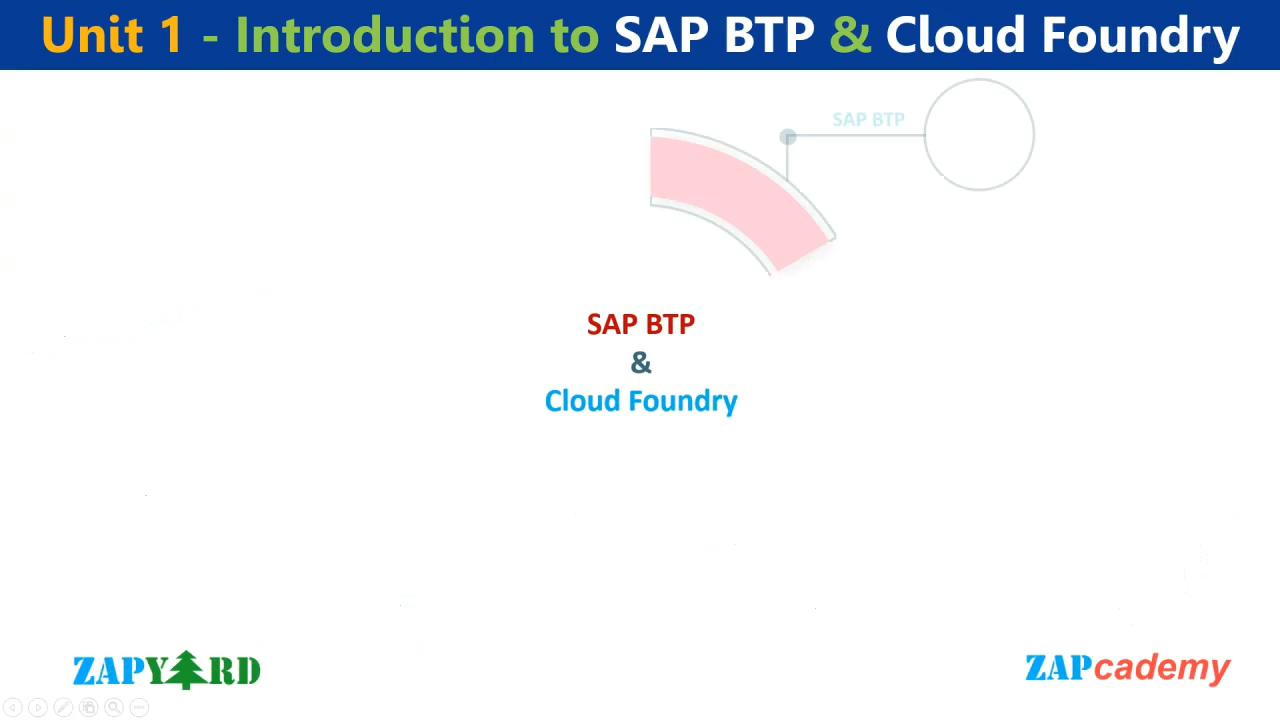 Unit 1 - Introduction to SAP BTP & Cloud Foundry
SAP BTP
SAP BTP
&
Cloud Foundry
ZAPYARD
ZAPcademy